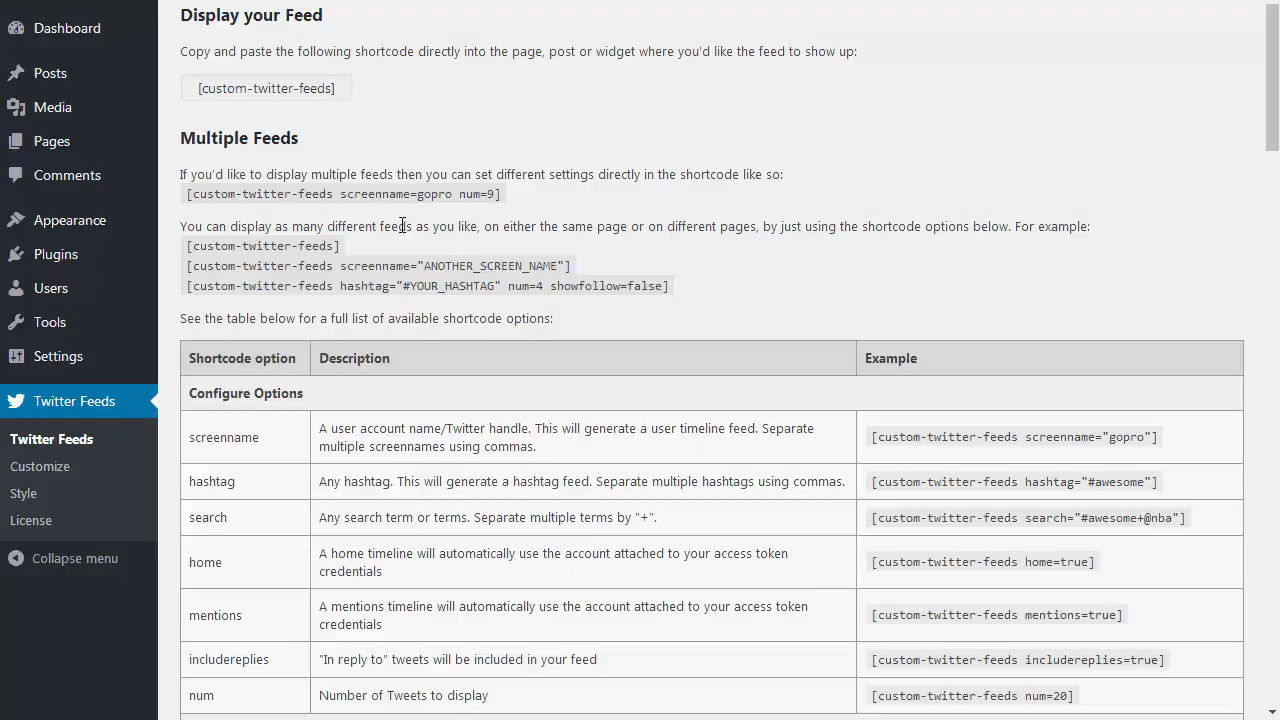 Dashboard
Posts
Media
Pages
Comments
Appearance
Plugins
Users
Tools
Settings
Twitter Feeds
Twitter Feeds
Customize
Style
License
Collapse menu
Display your Feed
Copy and paste the following shortcode directly into the page, post or widget where you'd like the feed to show up:
[custom-twitter-feeds]
Multiple Feeds
If you'd like to display multiple feeds then you can set different settings directly in the shortcode like so:
[custom-twitter-feeds screenname=gopro num=9]
You can display as many different feeds as you like, on either the same page or on different pages, by just using the shortcode options below. For example:
[custom-twitter-feeds]
[custom-twitter-feeds screenname="ANOTHER_SCREEN_NAME"]
[custom-twitter-feeds hashtag="#YOUR_HASHTAG" num=4 showfollow=false]
See the table below for a full list of available shortcode options:
Shortcode option Description Example
Configure Options
screenname A user account name/Twitter handle. This will generate a user timeline feed. Separate
multiple screennames using commas. [custom-twitter-feeds screenname="gopro"]
hashtag Any hashtag. This will generate a hashtag feed. Separate multiple hashtags using commas. [custom-twitter-feeds hashtag="#awesome"]
search Any search term or terms. Separate multiple terms by "+". [custom-twitter-feeds search="#awesome+@nba"]
home A home timeline will automatically use the account attached to your access token
credentials [custom-twitter-feeds home=true]
mentions A mentions timeline will automatically use the account attached to your access token
credentials [custom-twitter-feeds mentions=true]
includereplies "In reply to" tweets will be included in your feed [custom-twitter-feeds includereplies=true]
num Number of Tweets to display [custom-twitter-feeds num=20]